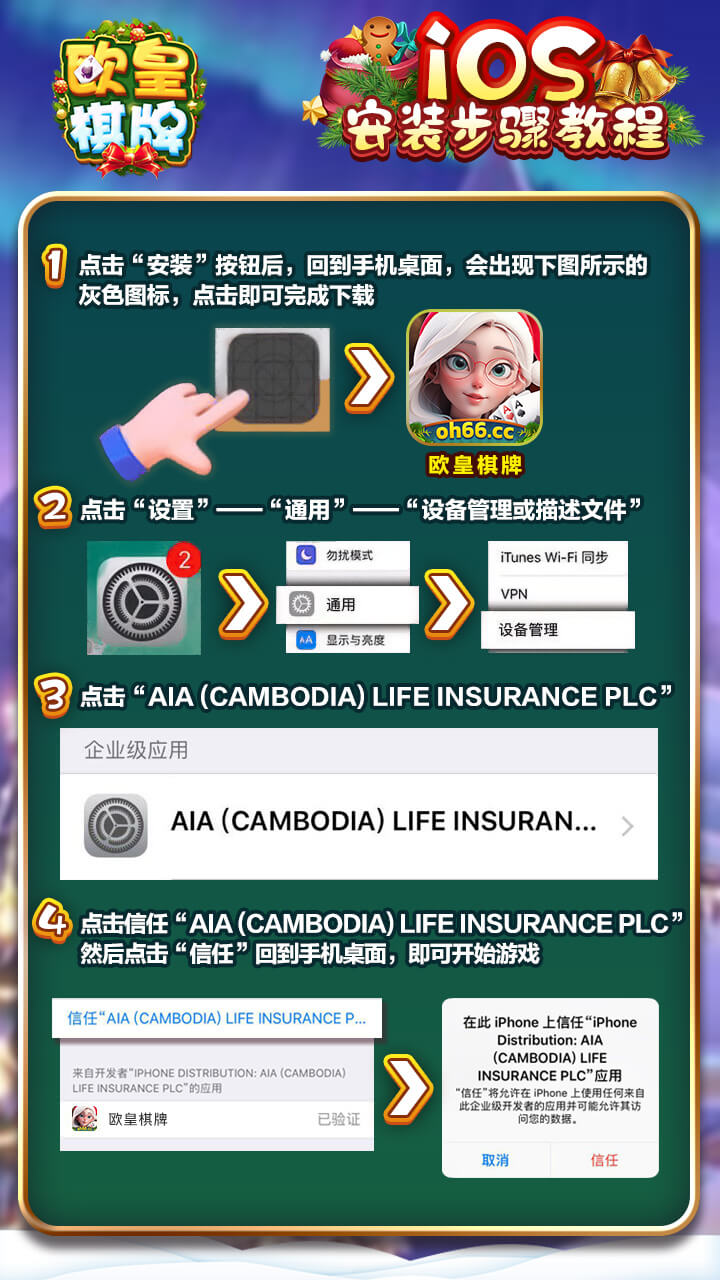 欧皇
棋牌
iOS
安装步骤教程
1 点击“安装”按钮后，回到手机桌面，会出现下图所示的
灰色图标，点击即可完成下载
oh66.cc
欧皇棋牌
2 点击“设置”——“通用”——“设备管理或描述文件”
2
勿扰模式
通用
AA 显示与亮度
iTunes Wi-Fi 同步
VPN
设备管理
3 点击“AIA (CAMBODIA) LIFE INSURANCE PLC”
企业级应用
AIA (CAMBODIA) LIFE INSURAN...
4 点击信任“AIA (CAMBODIA) LIFE INSURANCE PLC”
然后点击“信任”回到手机桌面，即可开始游戏
信任“AIA (CAMBODIA) LIFE INSURANCE P...
来自开发者“IPHONE DISTRIBUTION: AIA (CAMBODIA)
LIFE INSURANCE PLC”的应用
欧皇棋牌 已验证
在此 iPhone 上信任“iPhone
Distribution: AIA
(CAMBODIA) LIFE
INSURANCE PLC”应用
“信任”将允许在 iPhone 上使用任何来自
此企业级开发者的应用并可能允许其访
问您的数据。
取消 信任